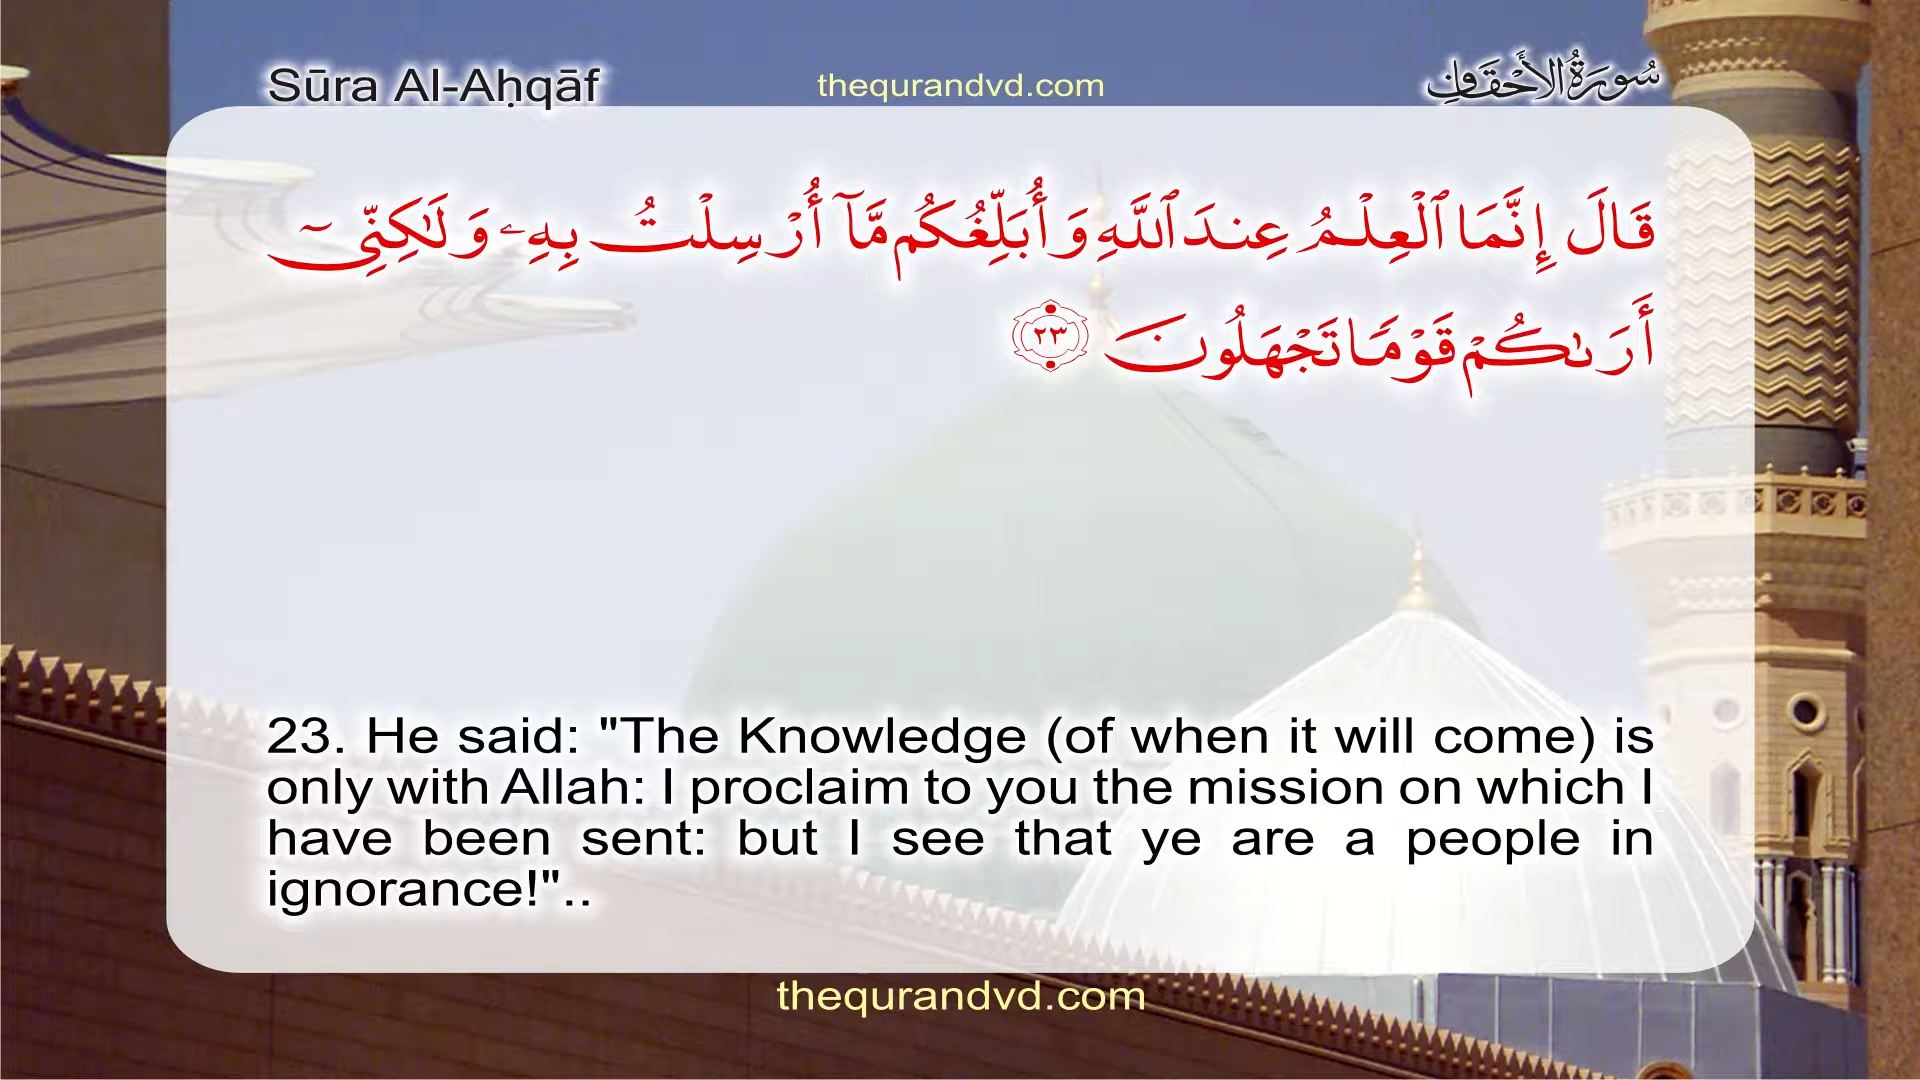 Sūra Al-Aḥqāf
thequrandvd.com
سُورَةُ الأَحْقَافِ
قَالَ إِنَّمَا ٱلْعِلْمُ عِندَ ٱللَّهِ وَأُبَلِّغُكُم مَّآ أُرْسِلْتُ بِهِۦ وَلَٰكِنِّىٓ
أَرَىٰكُمْ قَوْمًا تَجْهَلُونَ ٢٣
23. He said: "The Knowledge (of when it will come) is
only with Allah: I proclaim to you the mission on which I
have been sent: but I see that ye are a people in
ignorance!"..
thequrandvd.com